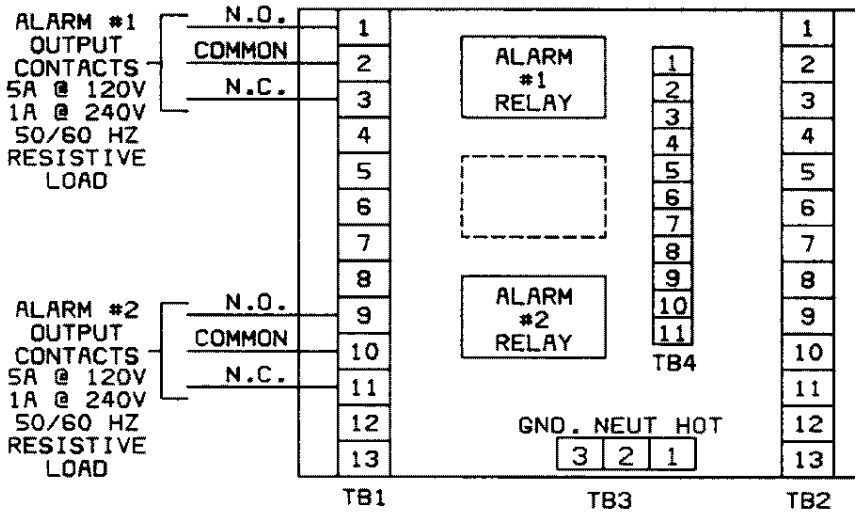 ALARM #1
OUTPUT
CONTACTS
5A @ 120V
1A @ 240V
50/60 HZ
RESISTIVE
LOAD
N.O.
COMMON
N.C.
ALARM #2
OUTPUT
CONTACTS
5A @ 120V
1A @ 240V
50/60 HZ
RESISTIVE
LOAD
N.O.
COMMON
N.C.
1
2
3
4
5
6
7
8
9
10
11
12
13
TB1
ALARM
#1
RELAY
ALARM
#2
RELAY
1
2
3
4
5
6
7
8
9
10
11
TB4
GND. NEUT HOT
3 2 1
TB3
1
2
3
4
5
6
7
8
9
10
11
12
13
TB2